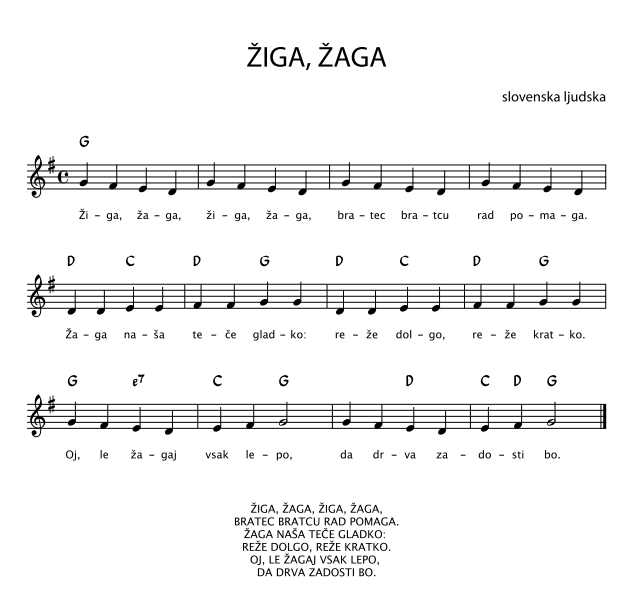 ŽIGA, ŽAGA
slovenska ljudska
G
Ži – ga, ža – ga, ži – ga, ža – ga, bra – tec bra – tcu rad po – ma – ga.
D C D G D C D G
Ža – ga na – ša te – če glad – ko: re – že dol – go, re – že krat – ko.
G e7 C G D C D G
Oj, le ža – gaj vsak le – po, da dr – va za – do – sti bo.
ŽIGA, ŽAGA, ŽIGA, ŽAGA,
BRATEC BRATCU RAD POMAGA.
ŽAGA NAŠA TEČE GLADKO:
REŽE DOLGO, REŽE KRATKO.
OJ, LE ŽAGAJ VSAK LEPO,
DA DRVA ZADOSTI BO.